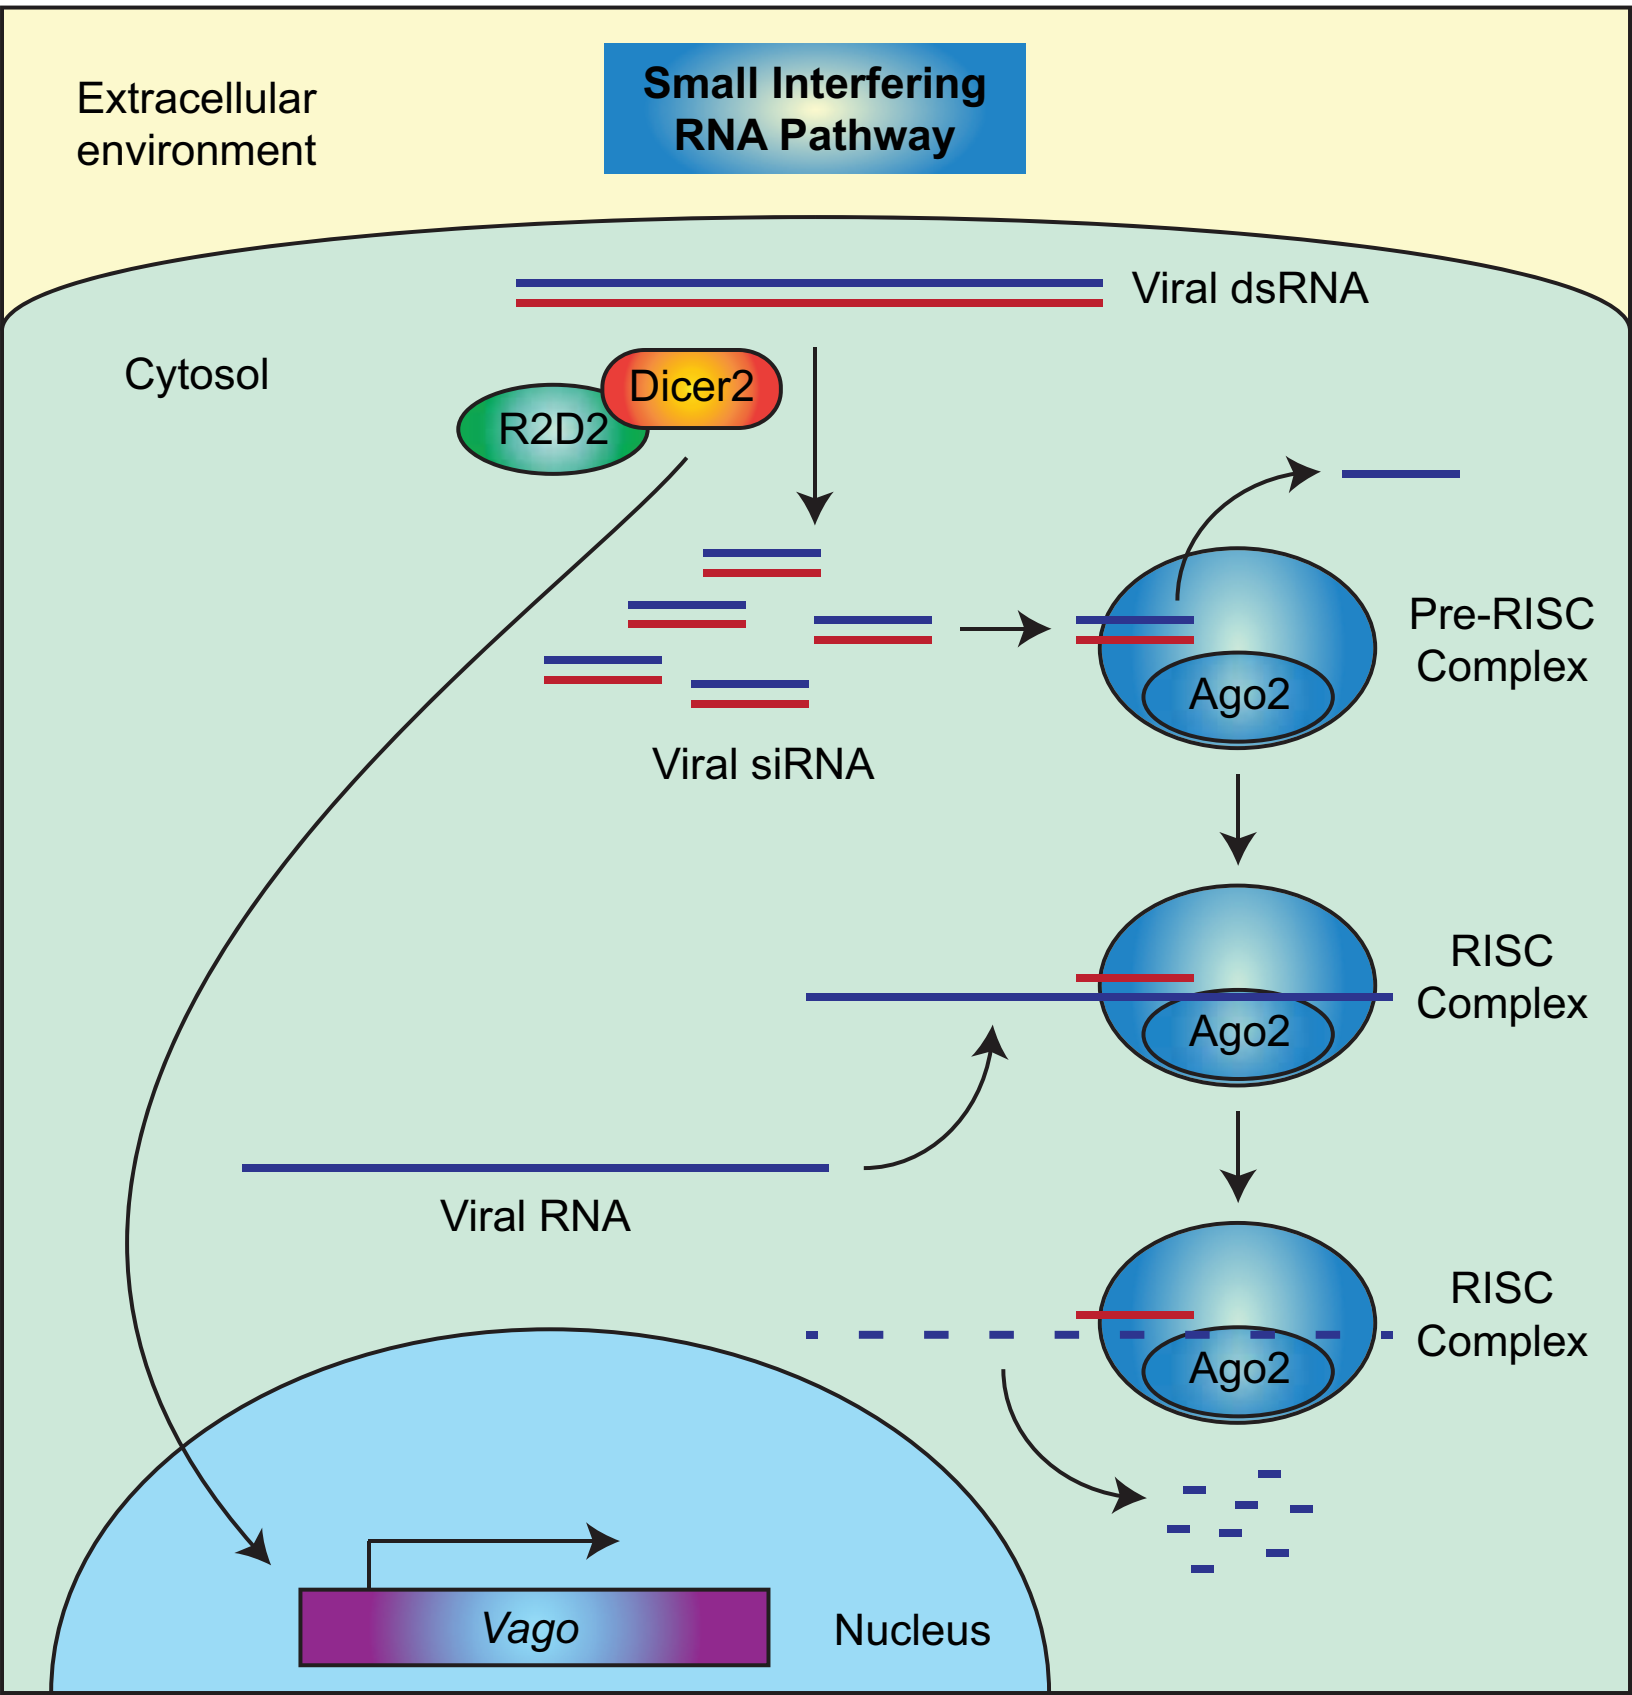 Extracellular
environment
Small Interfering
RNA Pathway
Viral dsRNA
Cytosol
Dicer2
R2D2
Pre-RISC
Complex
Ago2
Viral siRNA
RISC
Complex
Ago2
Viral RNA
RISC
Complex
Ago2
Vago
Nucleus